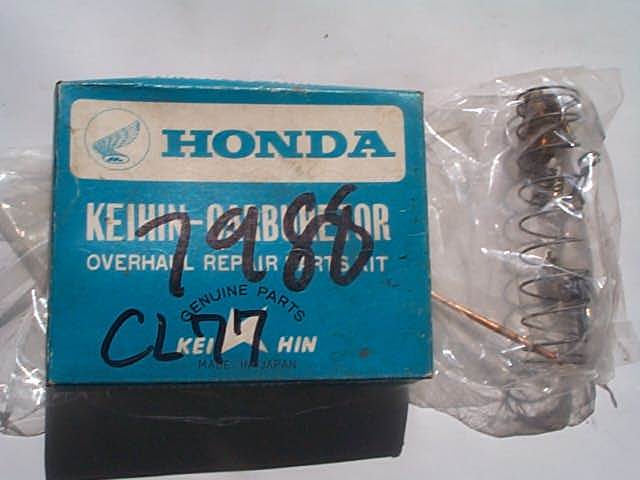 HONDA
KEIHIN-CARBURETOR
OVERHAUL REPAIR PARTS KIT
7988
GENUINE PARTS
CL77
KEIHIN
MADE IN JAPAN